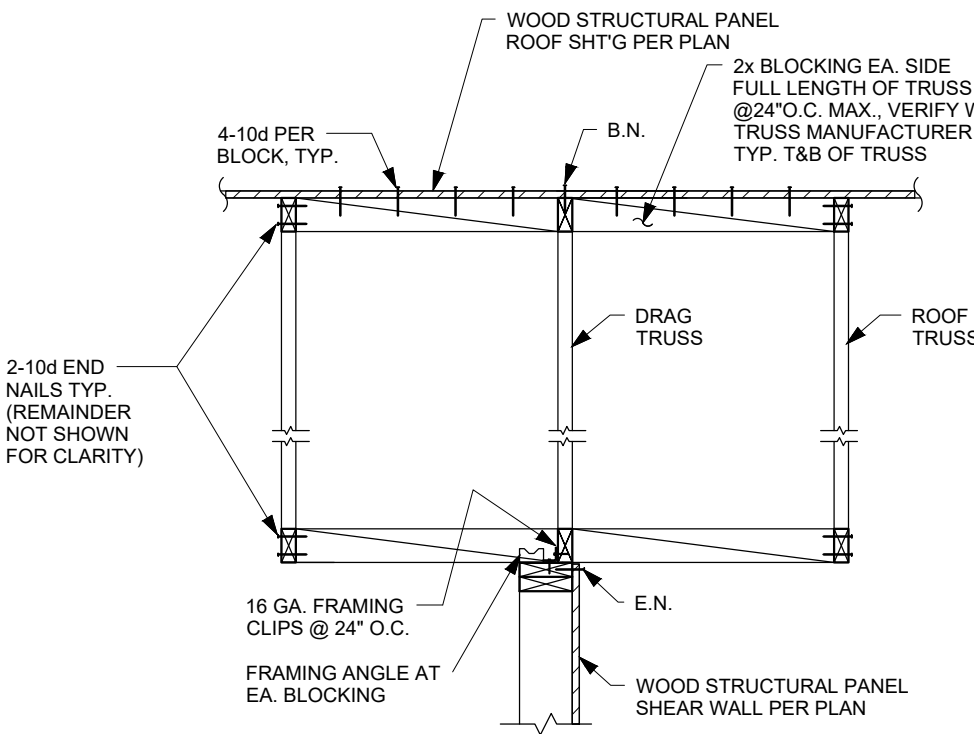 WOOD STRUCTURAL PANEL
ROOF SHT'G PER PLAN
2x BLOCKING EA. SIDE
FULL LENGTH OF TRUSS
@24"O.C. MAX., VERIFY
TRUSS MANUFACTURER
TYP. T&B OF TRUSS
4-10d PER
BLOCK, TYP.
B.N.
DRAG
TRUSS
ROOF
TRUSS
2-10d END
NAILS TYP.
(REMAINDER
NOT SHOWN
FOR CLARITY)
16 GA. FRAMING
CLIPS @ 24" O.C.
E.N.
FRAMING ANGLE AT
EA. BLOCKING
WOOD STRUCTURAL PANEL
SHEAR WALL PER PLAN